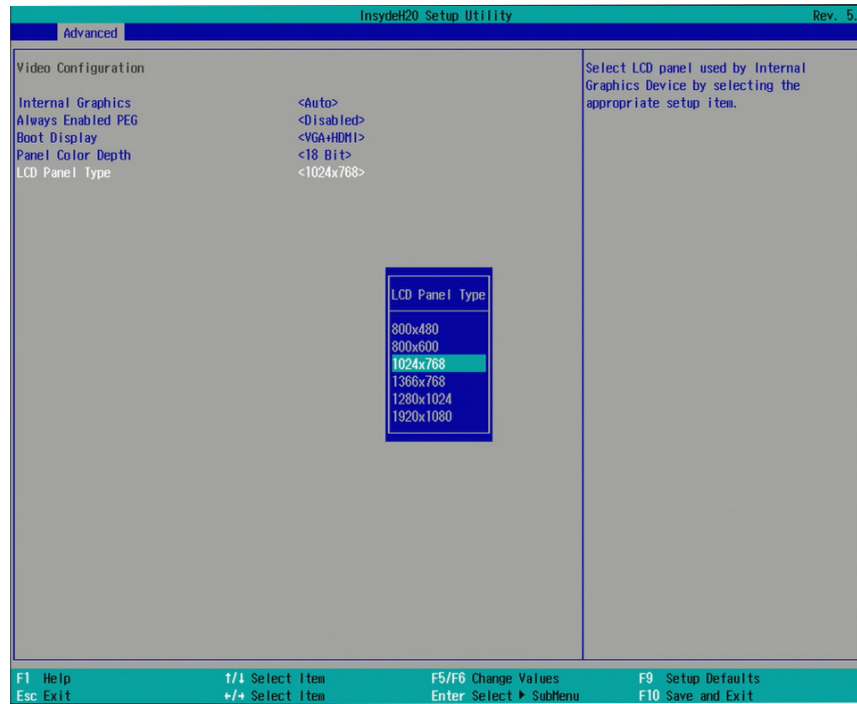 InsydeH20 Setup Utility Rev. 5.
Advanced
Video Configuration
Internal Graphics <Auto>
Always Enabled PEG <Disabled>
Boot Display <VGA+HDMI>
Panel Color Depth <18 Bit>
LCD Panel Type <1024x768>
Select LCD panel used by Internal
Graphics Device by selecting the
appropriate setup item.
LCD Panel Type
800x480
800x600
1024x768
1366x768
1280x1024
1920x1080
F1 Help ↑/↓ Select Item F5/F6 Change Values F9 Setup Defaults
Esc Exit ←/→ Select Item Enter Select ► SubMenu F10 Save and Exit